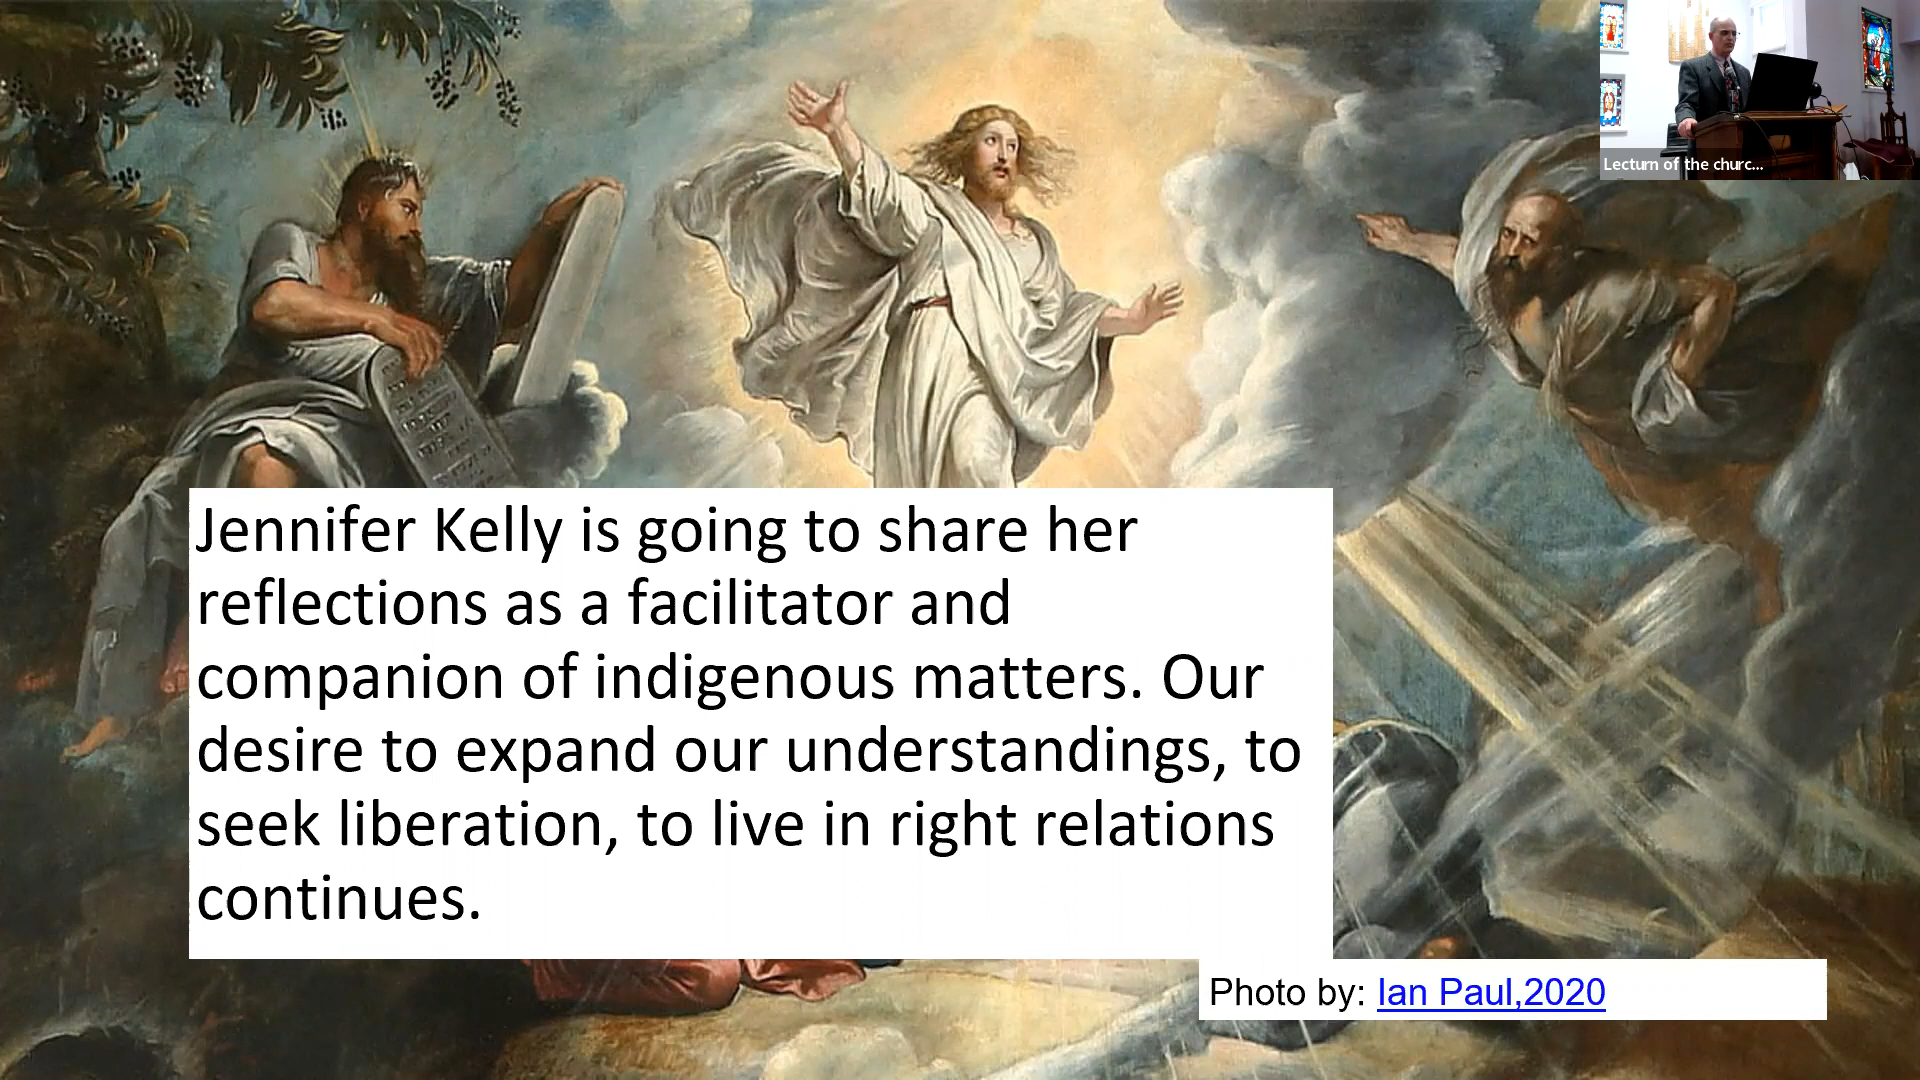 Lecturn of the churc...
Jennifer Kelly is going to share her
reflections as a facilitator and
companion of indigenous matters. Our
desire to expand our understandings, to
seek liberation, to live in right relations
continues.
Photo by: Ian Paul,2020